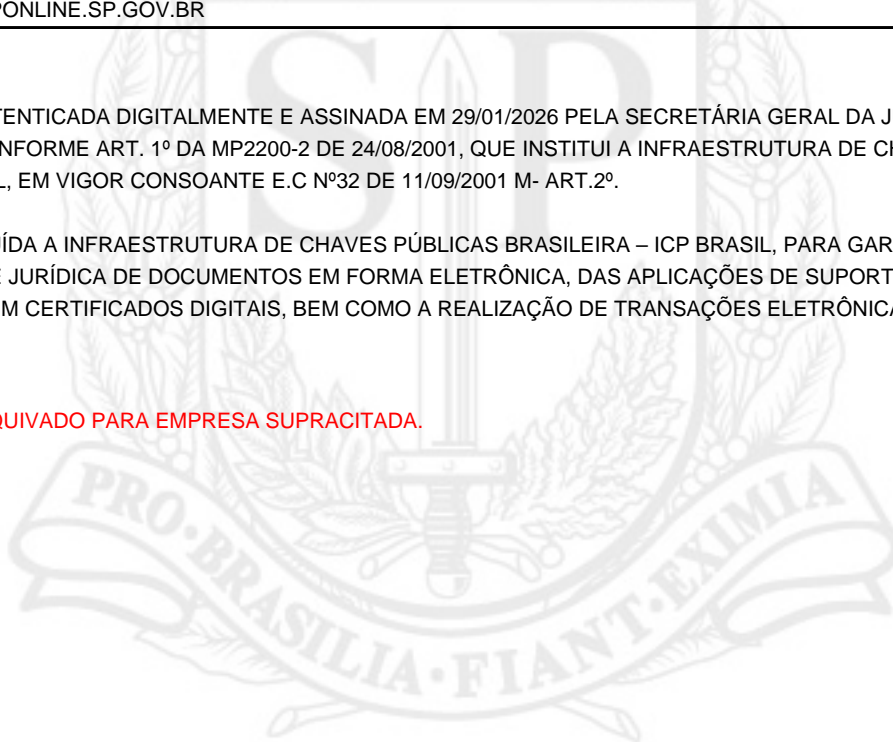 PONLINE.SP.GOV.BR
TENTICADA DIGITALMENTE E ASSINADA EM 29/01/2026 PELA SECRETÁRIA GERAL DA J
NFORME ART. 1º DA MP2200-2 DE 24/08/2001, QUE INSTITUI A INFRAESTRUTURA DE CH
L, EM VIGOR CONSOANTE E.C Nº32 DE 11/09/2001 M- ART.2º.
ÍDA A INFRAESTRUTURA DE CHAVES PÚBLICAS BRASILEIRA – ICP BRASIL, PARA GAR
E JURÍDICA DE DOCUMENTOS EM FORMA ELETRÔNICA, DAS APLICAÇÕES DE SUPORT
M CERTIFICADOS DIGITAIS, BEM COMO A REALIZAÇÃO DE TRANSAÇÕES ELETRÔNICA
QUIVADO PARA EMPRESA SUPRACITADA.
SP
PRO·BRASILIA·FIANT·EXIMIA